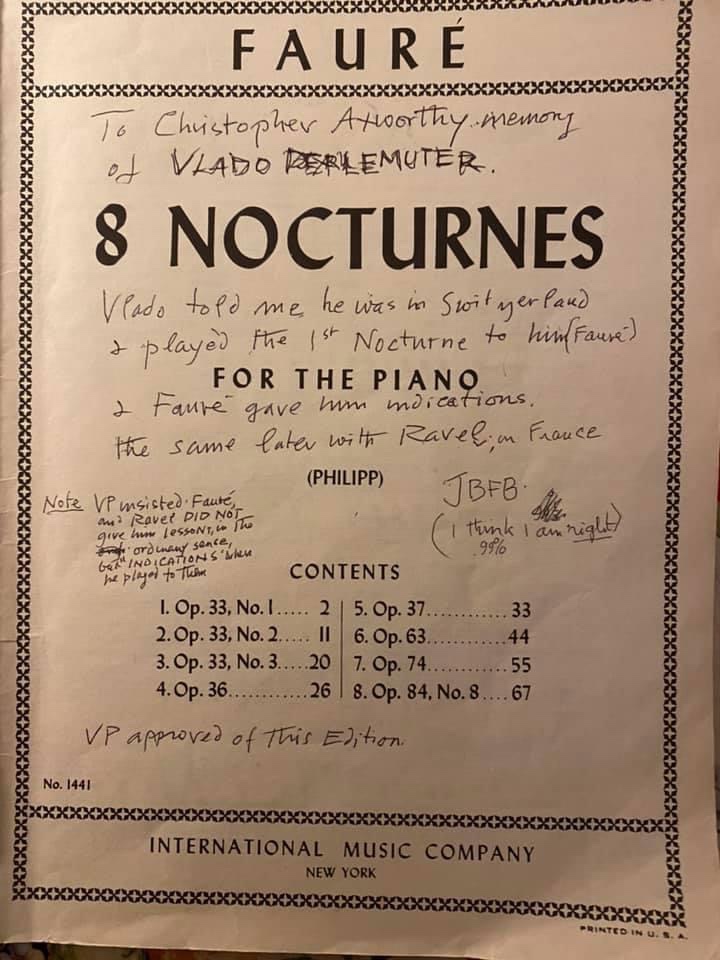 FAURÉ
To Christopher Axworthy. memory
of VLADO PERLEMUTER.
8 NOCTURNES
Vlado told me he was in Switzerland
& played the 1st Nocturne to him (Fauré)
FOR THE PIANO
& Fauré gave him indications.
the same later with Ravel; in France
(PHILIPP)
JBFB.
(I think I am right)
.99%
Note VP insisted. Fauré,
and Ravel DID NOT
give him LESSONS, in the
ordinary sense,
but "INDICATIONS" when
he played to Them
CONTENTS
1. Op. 33, No. 1 ..... 2
2. Op. 33, No. 2 ..... 11
3. Op. 33, No. 3 ..... 20
4. Op. 36 ............ 26
5. Op. 37 ............ 33
6. Op. 63 ............ 44
7. Op. 74 ............ 55
8. Op. 84, No. 8 .... 67
VP approved of This Edition.
No. 1441
INTERNATIONAL MUSIC COMPANY
NEW YORK
PRINTED IN U. S. A.